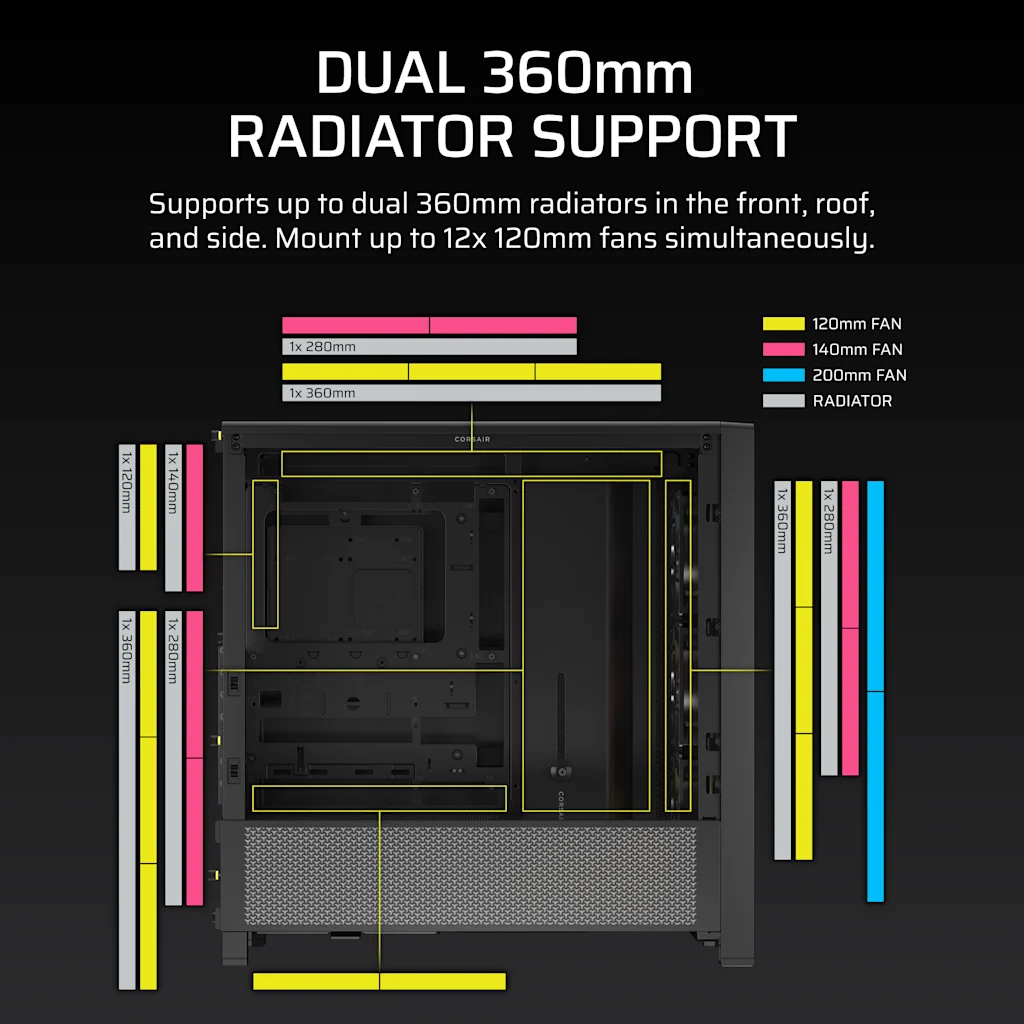 DUAL 360mm
RADIATOR SUPPORT
Supports up to dual 360mm radiators in the front, roof,
and side. Mount up to 12x 120mm fans simultaneously.
120mm FAN
140mm FAN
200mm FAN
RADIATOR
1x 280mm
1x 360mm
CORSAIR
1x 120mm
1x 140mm
1x 360mm
1x 280mm
1x 360mm
1x 280mm
CORSAI